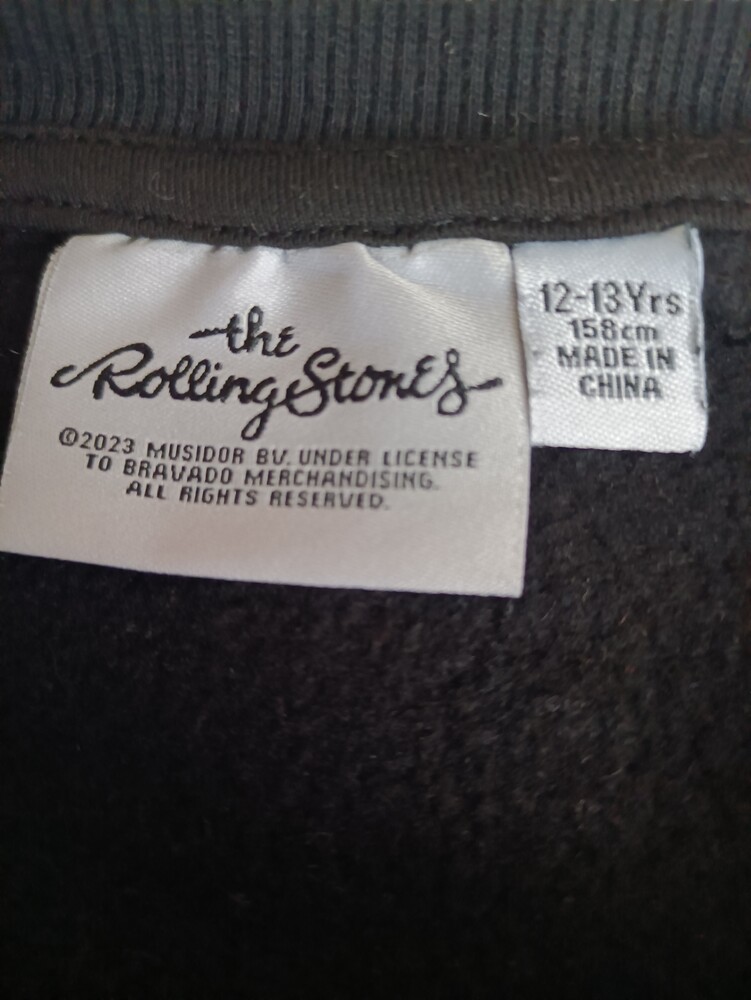 the
Rolling Stones
©2023 MUSIDOR BV. UNDER LICENSE
TO BRAVADO MERCHANDISING.
ALL RIGHTS RESERVED.
12-13Yrs
158cm
MADE IN
CHINA